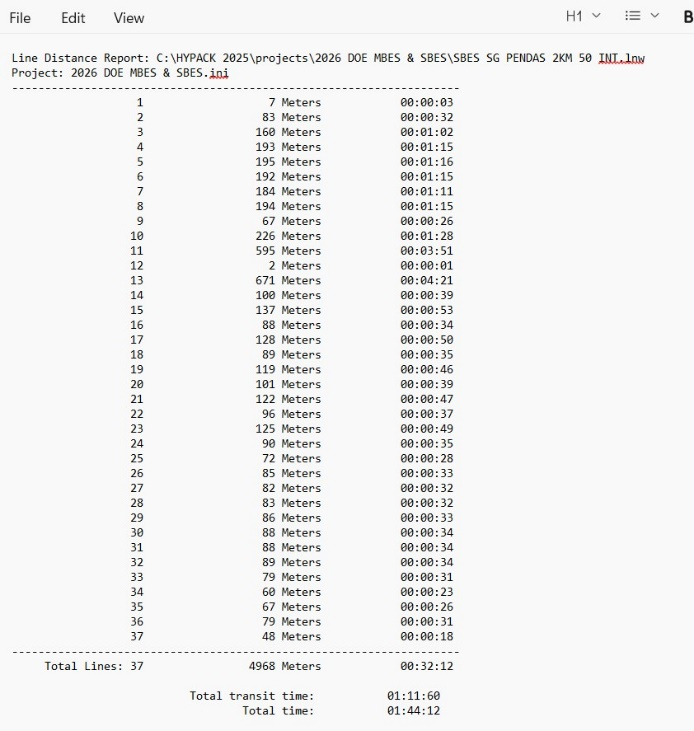 File Edit View H1 B
Line Distance Report: C:\HYPACK 2025\projects\2026 DOE MBES & SBES\SBES SG PENDAS 2KM 50 INT.lnw
Project: 2026 DOE MBES & SBES.ini
--------------------------------------------------------------------
1 7 Meters 00:00:03
2 83 Meters 00:00:32
3 160 Meters 00:01:02
4 193 Meters 00:01:15
5 195 Meters 00:01:16
6 192 Meters 00:01:15
7 184 Meters 00:01:11
8 194 Meters 00:01:15
9 67 Meters 00:00:26
10 226 Meters 00:01:28
11 595 Meters 00:03:51
12 2 Meters 00:00:01
13 671 Meters 00:04:21
14 100 Meters 00:00:39
15 137 Meters 00:00:53
16 88 Meters 00:00:34
17 128 Meters 00:00:50
18 89 Meters 00:00:35
19 119 Meters 00:00:46
20 101 Meters 00:00:39
21 122 Meters 00:00:47
22 96 Meters 00:00:37
23 125 Meters 00:00:49
24 90 Meters 00:00:35
25 72 Meters 00:00:28
26 85 Meters 00:00:33
27 82 Meters 00:00:32
28 83 Meters 00:00:32
29 86 Meters 00:00:33
30 88 Meters 00:00:34
31 88 Meters 00:00:34
32 89 Meters 00:00:34
33 79 Meters 00:00:31
34 60 Meters 00:00:23
35 67 Meters 00:00:26
36 79 Meters 00:00:31
37 48 Meters 00:00:18
--------------------------------------------------------------------
Total Lines: 37 4968 Meters 00:32:12
Total transit time: 01:11:60
Total time: 01:44:12